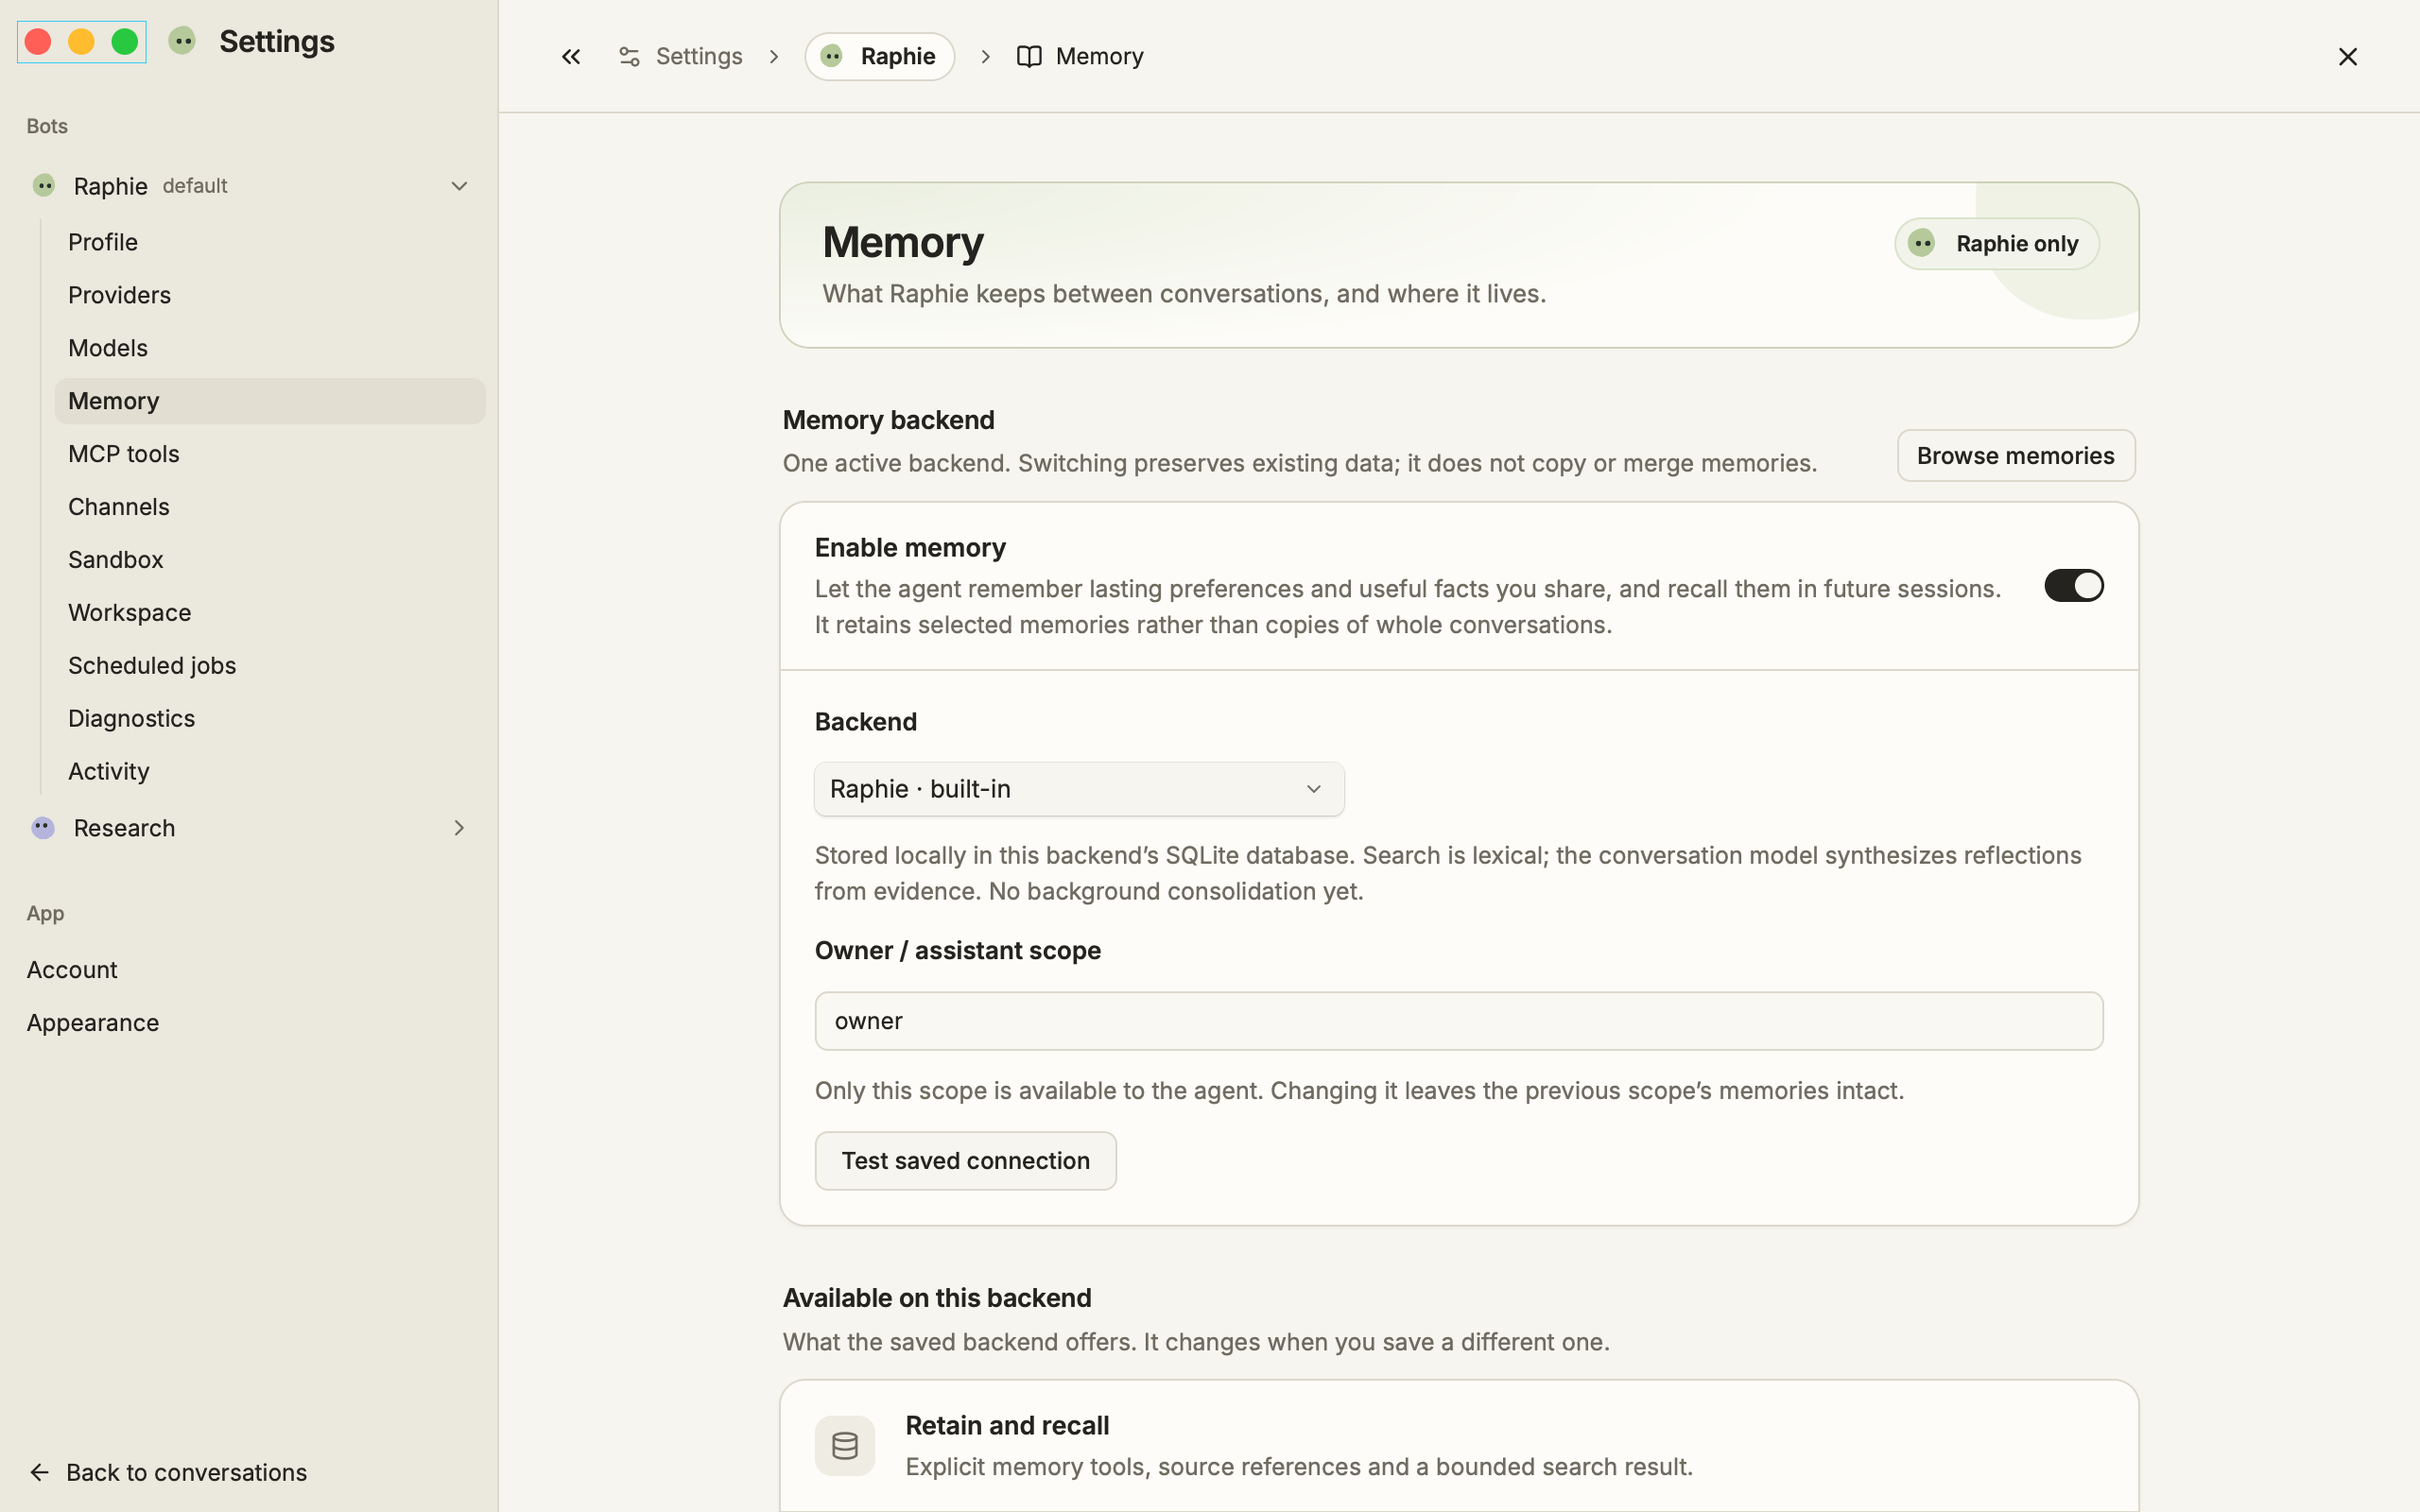 Settings
Bots
Raphie default
Profile
Providers
Models
Memory
MCP tools
Channels
Sandbox
Workspace
Scheduled jobs
Diagnostics
Activity
Research
App
Account
Appearance
Back to conversations
Settings
Raphie
Memory
Memory
Raphie only
What Raphie keeps between conversations, and where it lives.
Memory backend
One active backend. Switching preserves existing data; it does not copy or merge memories.
Browse memories
Enable memory
Let the agent remember lasting preferences and useful facts you share, and recall them in future sessions.
It retains selected memories rather than copies of whole conversations.
Backend
Raphie · built-in
Stored locally in this backend’s SQLite database. Search is lexical; the conversation model synthesizes reflections
from evidence. No background consolidation yet.
Owner / assistant scope
owner
Only this scope is available to the agent. Changing it leaves the previous scope’s memories intact.
Test saved connection
Available on this backend
What the saved backend offers. It changes when you save a different one.
Retain and recall
Explicit memory tools, source references and a bounded search result.